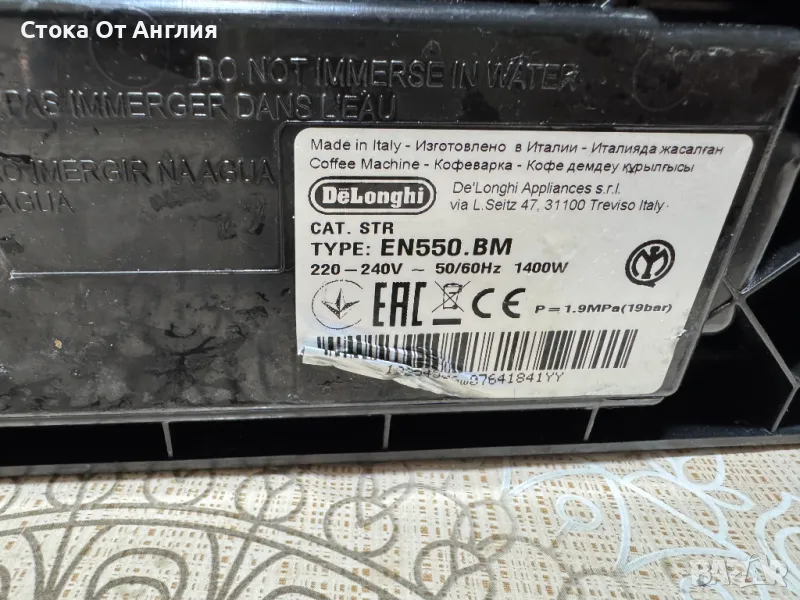 Стока От Англия
DO NOT IMMERSE IN WATER
PAS IMMERGER DANS L'EAU
IMERGIR NA AGUA
AGUA
Made in Italy - Изготовлено в Италии - Италияда жасалған
Coffee Machine - Кофеварка - Кофе демдеу құрылғысы
DeLonghi
De'Longhi Appliances s.r.l.
via L.Seitz 47, 31100 Treviso Italy
CAT. STR
TYPE: EN550.BM
220-240V ~ 50/60Hz 1400W
EAC CE
P=1.9MPa(19bar)
BAZAR